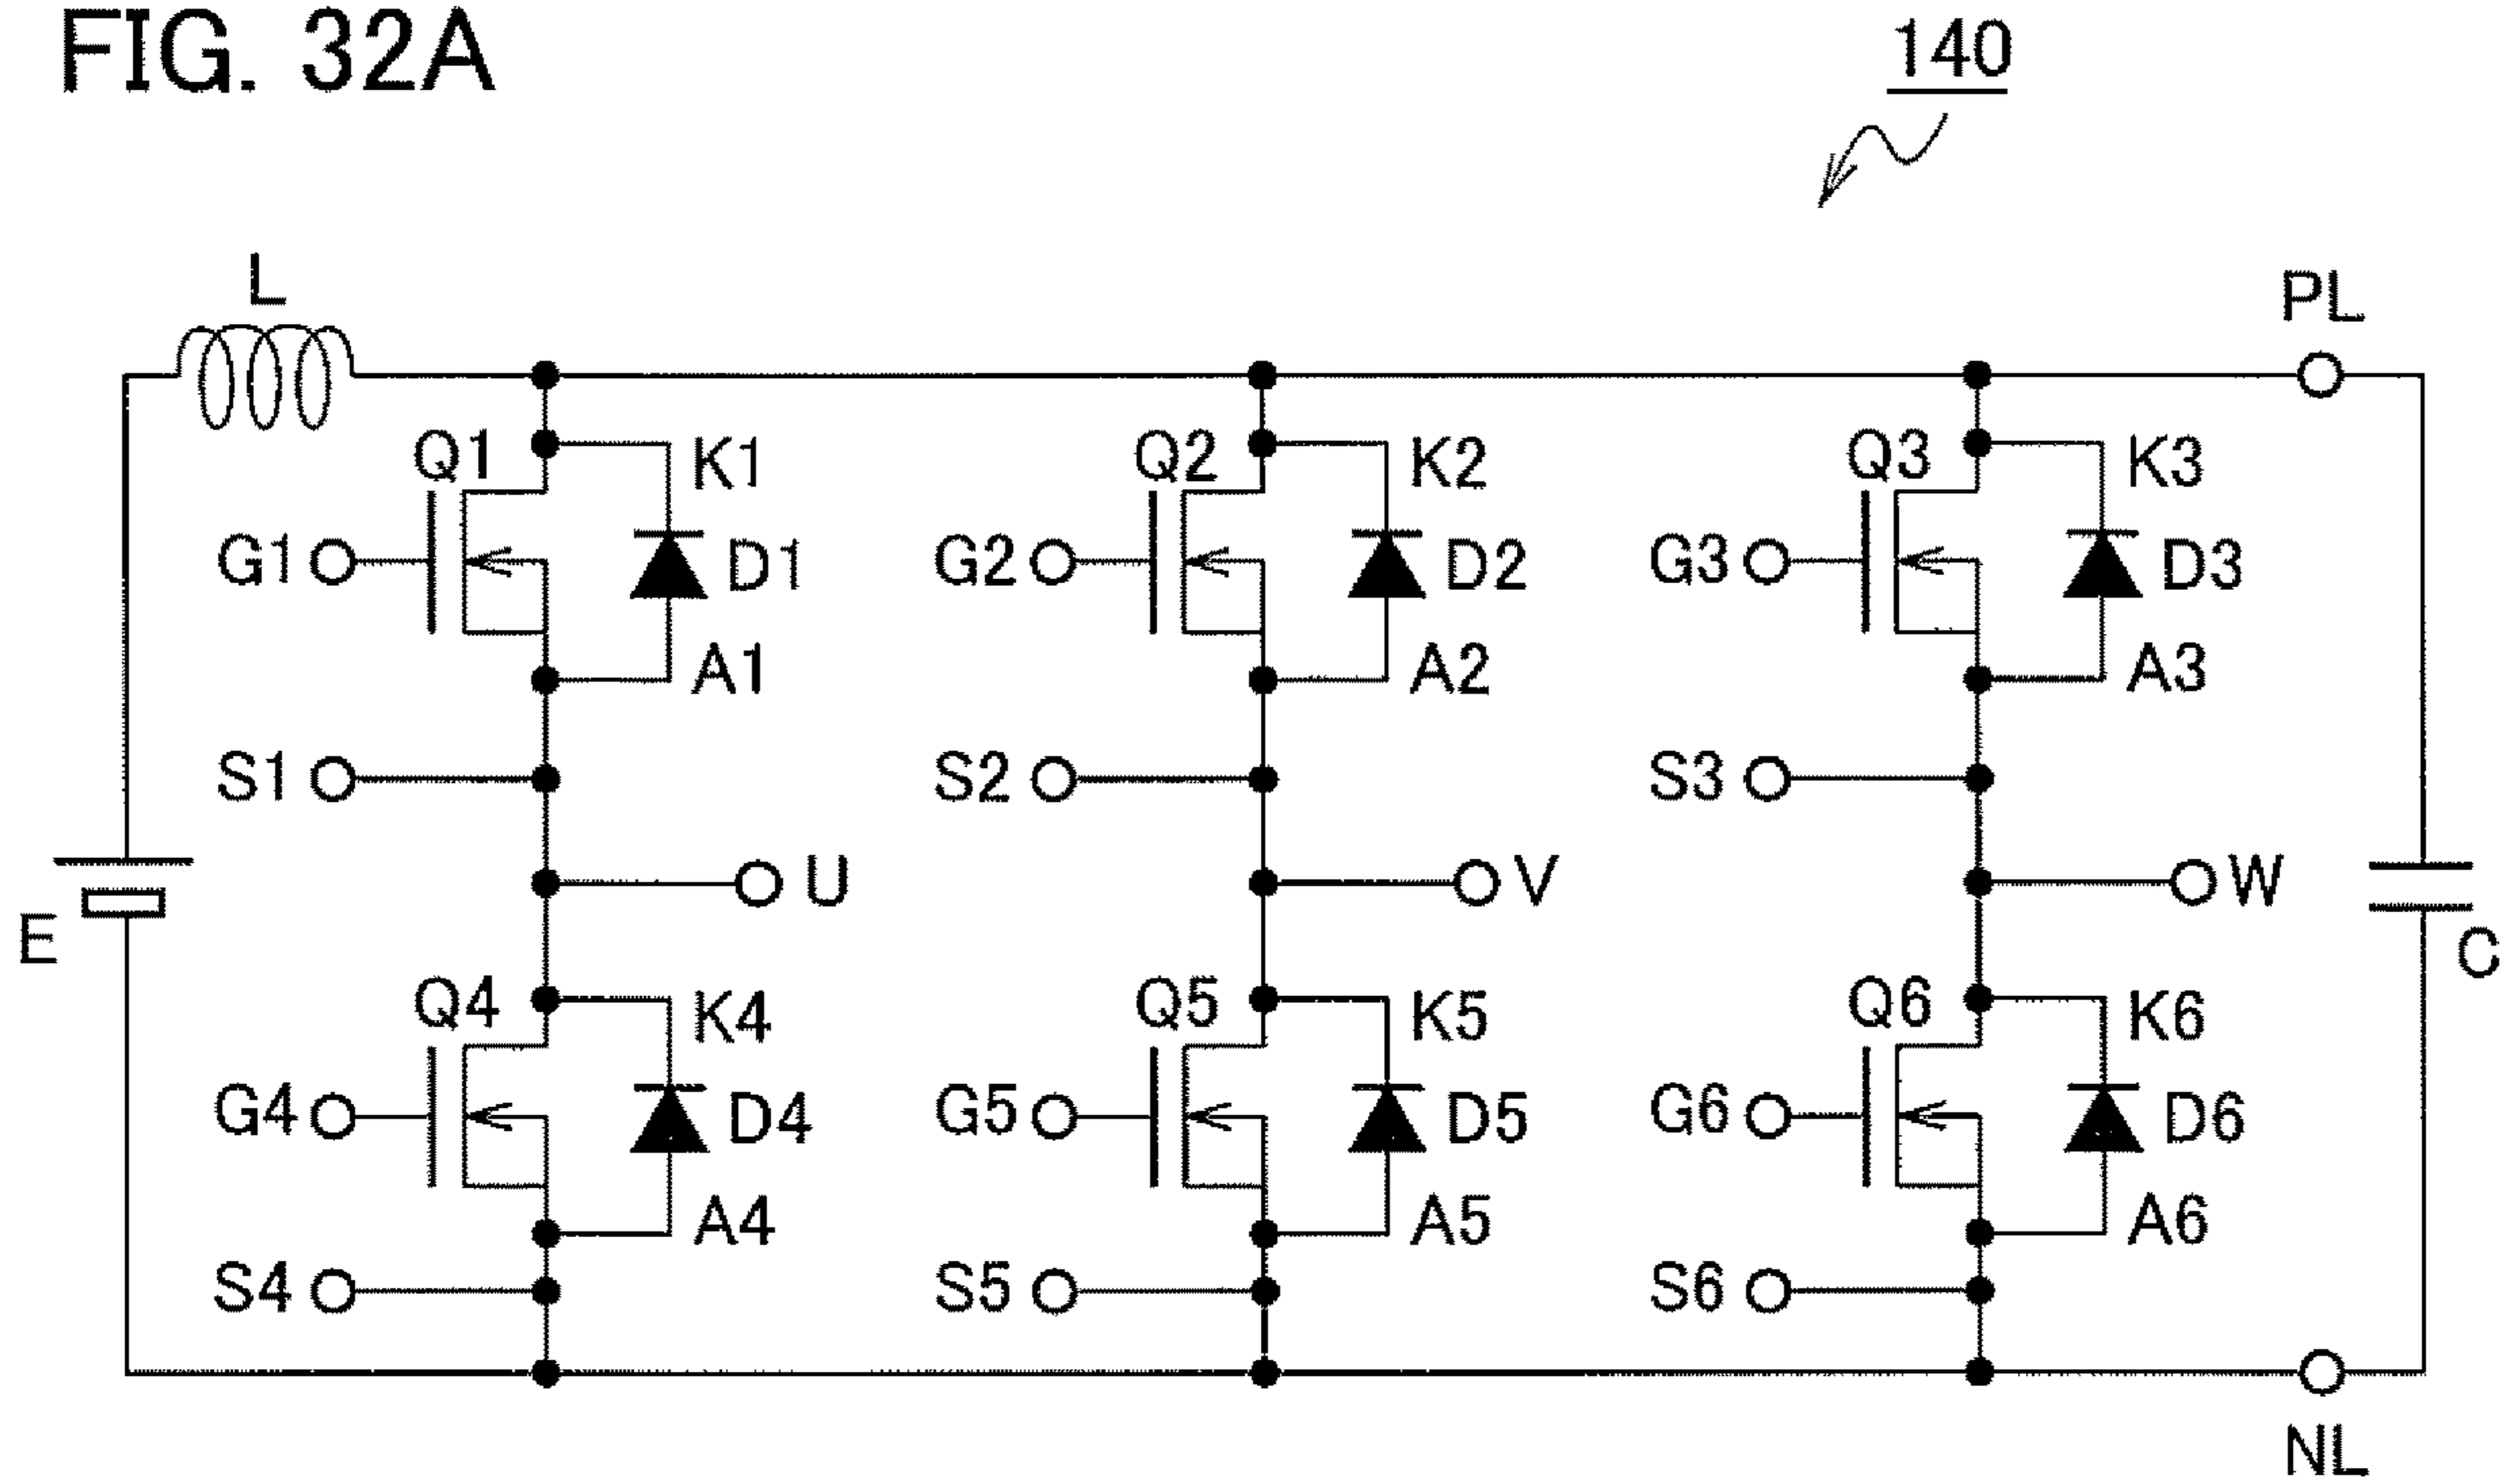 FIG. 32A
140
L
PL
Q1 K1 Q2 K2 Q3 K3
G1 D1 G2 D2 G3 D3
A1 A2 A3
S1 S2 S3
U V W
E C
Q4 K4 Q5 K5 Q6 K6
G4 D4 G5 D5 G6 D6
A4 A5 A6
S4 S5 S6
NL